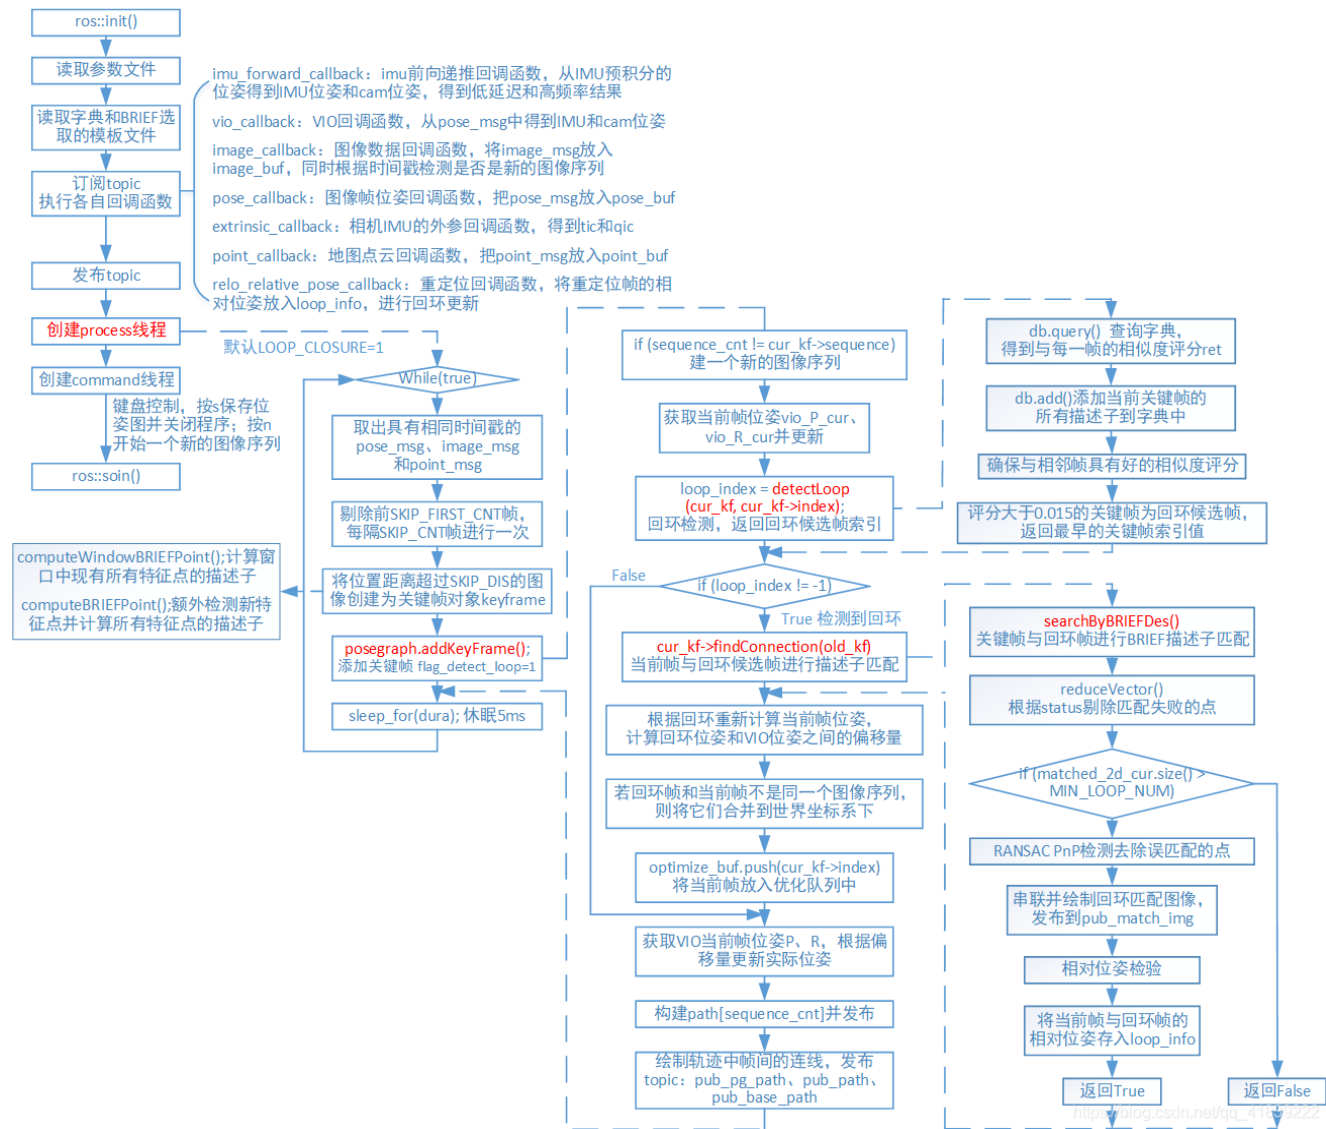 ros::init()
读取参数文件
读取字典和BRIEF选
取的模板文件
订阅topic
执行各自回调函数
发布topic
创建process线程
创建command线程
键盘控制，按s保存位
姿图并关闭程序；按n
开始一个新的图像序列
ros::soin()
imu_forward_callback：imu前向递推回调函数，从IMU预积分的
位姿得到IMU位姿和cam位姿，得到低延迟和高频率结果
vio_callback：VIO回调函数，从pose_msg中得到IMU和cam位姿
image_callback：图像数据回调函数，将image_msg放入
image_buf，同时根据时间戳检测是否是新的图像序列
pose_callback：图像帧位姿回调函数，把pose_msg放入pose_buf
extrinsic_callback：相机IMU的外参回调函数，得到tic和qic
point_callback：地图点云回调函数，把point_msg放入point_buf
relo_relative_pose_callback：重定位回调函数，将重定位帧的相
对位姿放入loop_info，进行回环更新
默认LOOP_CLOSURE=1
While(true)
取出具有相同时间戳的
pose_msg、image_msg
和point_msg
剔除前SKIP_FIRST_CNT帧，
每隔SKIP_CNT帧进行一次
将位置距离超过SKIP_DIS的图
像创建为关键帧对象keyframe
computeWindowBRIEFPoint();计算窗
口中现有所有特征点的描述子
computeBRIEFPoint();额外检测新特
征点并计算所有特征点的描述子
posegraph.addKeyFrame();
添加关键帧 flag_detect_loop=1
sleep_for(dura); 休眠5ms
if (sequence_cnt != cur_kf->sequence)
建一个新的图像序列
获取当前帧位姿vio_P_cur、
vio_R_cur并更新
loop_index = detectLoop
(cur_kf, cur_kf->index);
回环检测，返回回环候选帧索引
if (loop_index != -1)
False
True 检测到回环
cur_kf->findConnection(old_kf)
当前帧与回环候选帧进行描述子匹配
根据回环重新计算当前帧位姿，
计算回环位姿和VIO位姿之间的偏移量
若回环帧和当前帧不是同一个图像序列，
则将它们合并到世界坐标系下
optimize_buf.push(cur_kf->index)
将当前帧放入优化队列中
获取VIO当前帧位姿P、R，根据偏
移量更新实际位姿
构建path[sequence_cnt]并发布
绘制轨迹中帧间的连线，发布
topic：pub_pg_path、pub_path、
pub_base_path
db.query() 查询字典，
得到与每一帧的相似度评分ret
db.add()添加当前关键帧的
所有描述子到字典中
确保与相邻帧具有好的相似度评分
评分大于0.015的关键帧为回环候选帧，
返回最早的关键帧索引值
searchByBRIEFDes()
关键帧与回环帧进行BRIEF描述子匹配
reduceVector()
根据status剔除匹配失败的点
if (matched_2d_cur.size() >
MIN_LOOP_NUM)
RANSAC PnP检测去除误匹配的点
串联并绘制回环匹配图像，
发布到pub_match_img
相对位姿检验
将当前帧与回环帧的
相对位姿存入loop_info
返回True
返回False